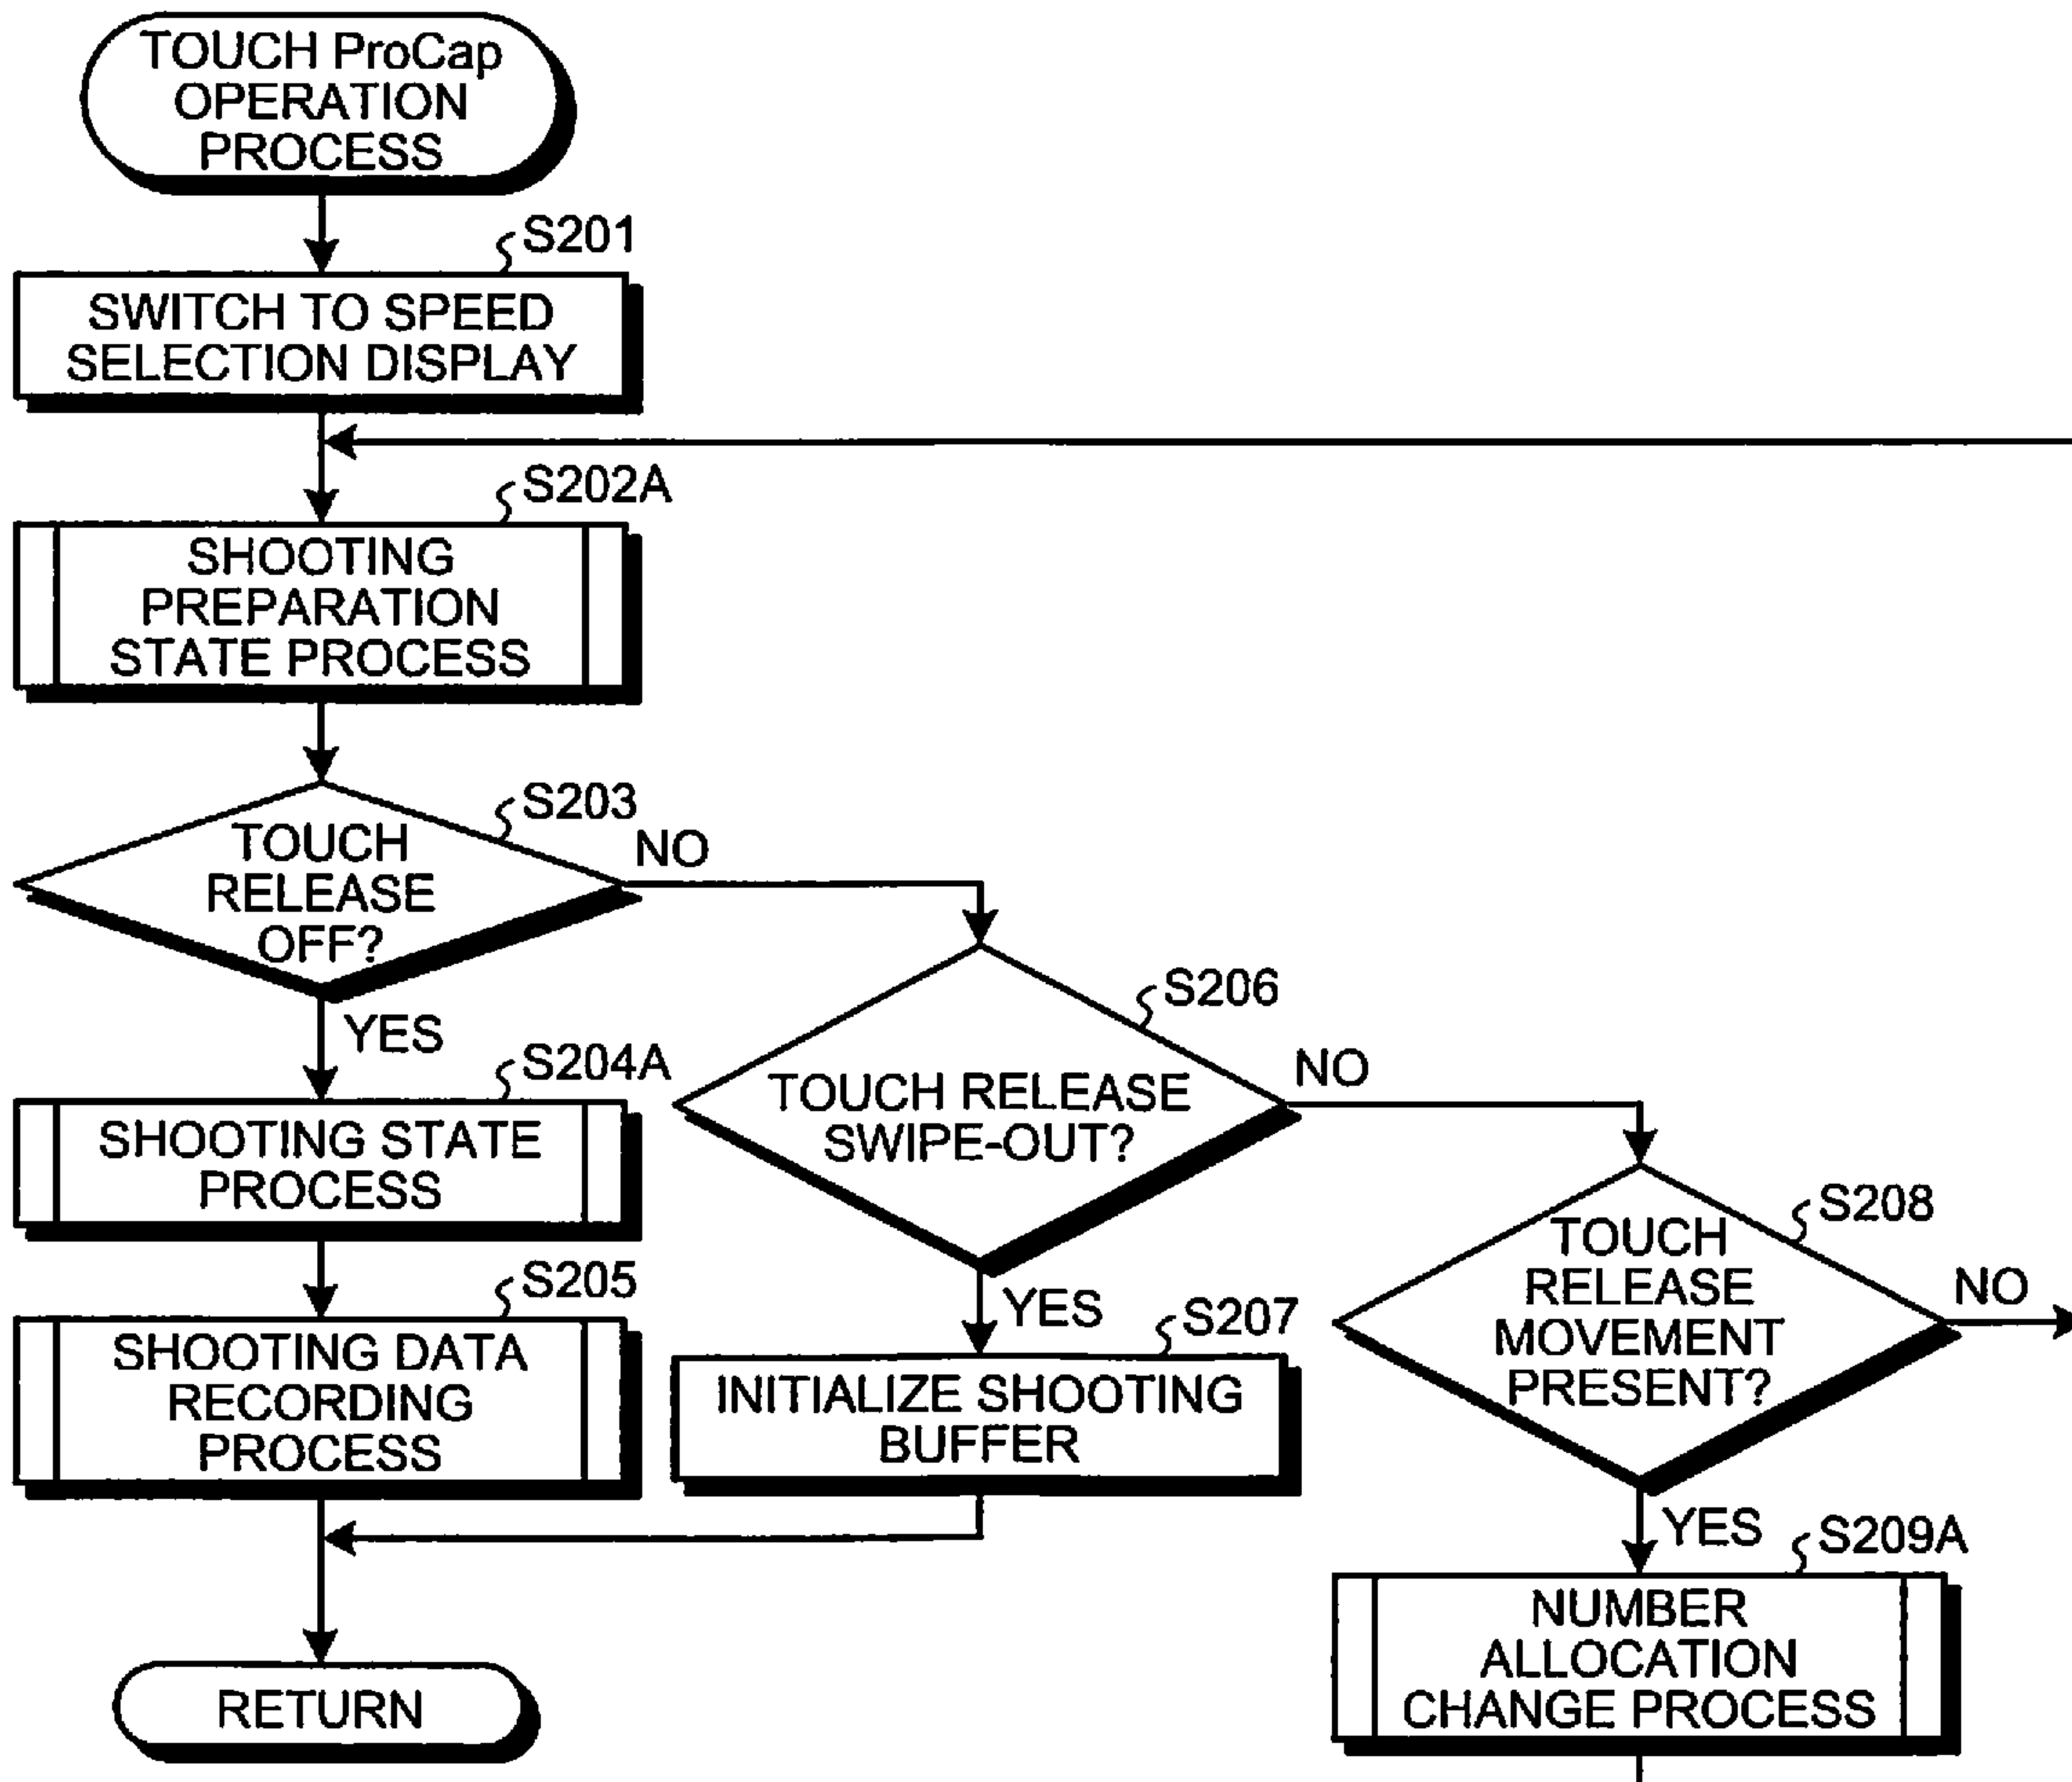 TOUCH ProCap
OPERATION
PROCESS
S201
SWITCH TO SPEED
SELECTION DISPLAY
S202A
SHOOTING
PREPARATION
STATE PROCESS
S203
TOUCH
RELEASE
OFF?
NO
YES
S204A
SHOOTING STATE
PROCESS
S205
SHOOTING DATA
RECORDING
PROCESS
RETURN
S206
TOUCH RELEASE
SWIPE-OUT?
NO
YES
S207
INITIALIZE SHOOTING
BUFFER
S208
TOUCH
RELEASE
MOVEMENT
PRESENT?
NO
YES
S209A
NUMBER
ALLOCATION
CHANGE PROCESS